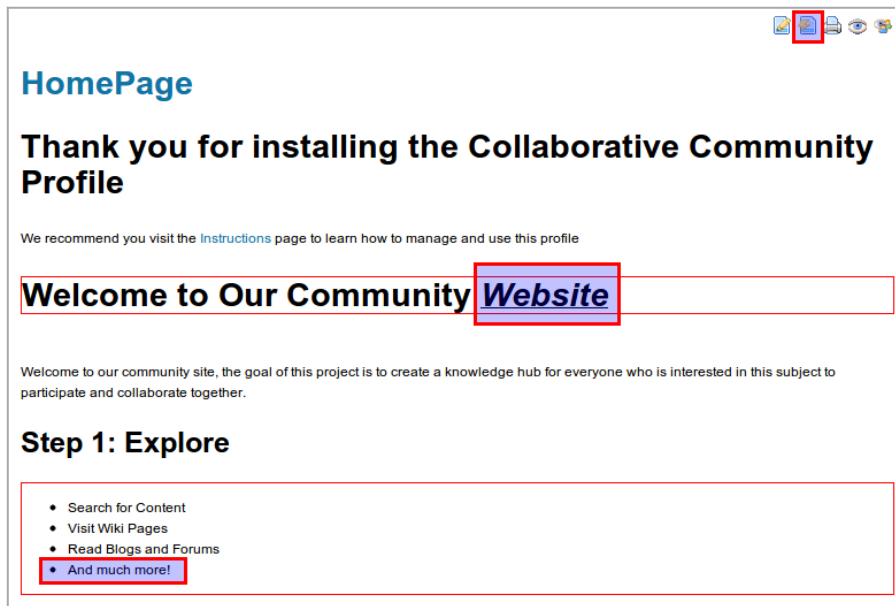 HomePage
Thank you for installing the Collaborative Community
Profile
We recommend you visit the Instructions page to learn how to manage and use this profile
Welcome to Our Community Website
Welcome to our community site, the goal of this project is to create a knowledge hub for everyone who is interested in this subject to
participate and collaborate together.
Step 1: Explore
Search for Content
Visit Wiki Pages
Read Blogs and Forums
And much more!